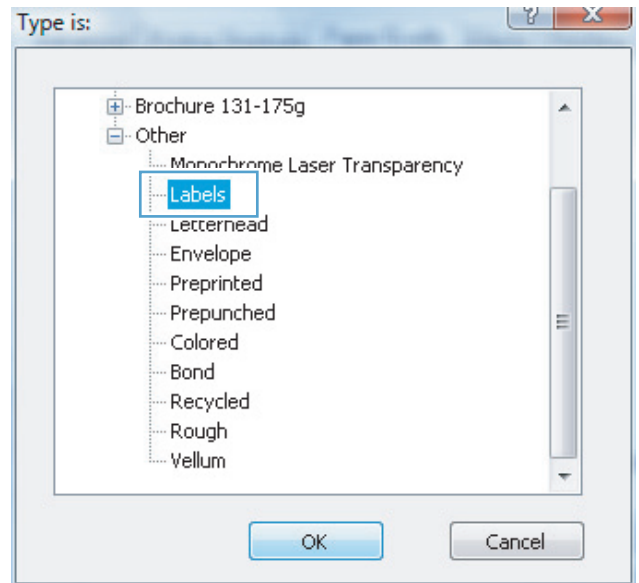 Type is:
Brochure 131-175g
Other
Monochrome Laser Transparency
Labels
Letterhead
Envelope
Preprinted
Prepunched
Colored
Bond
Recycled
Rough
Vellum
OK Cancel